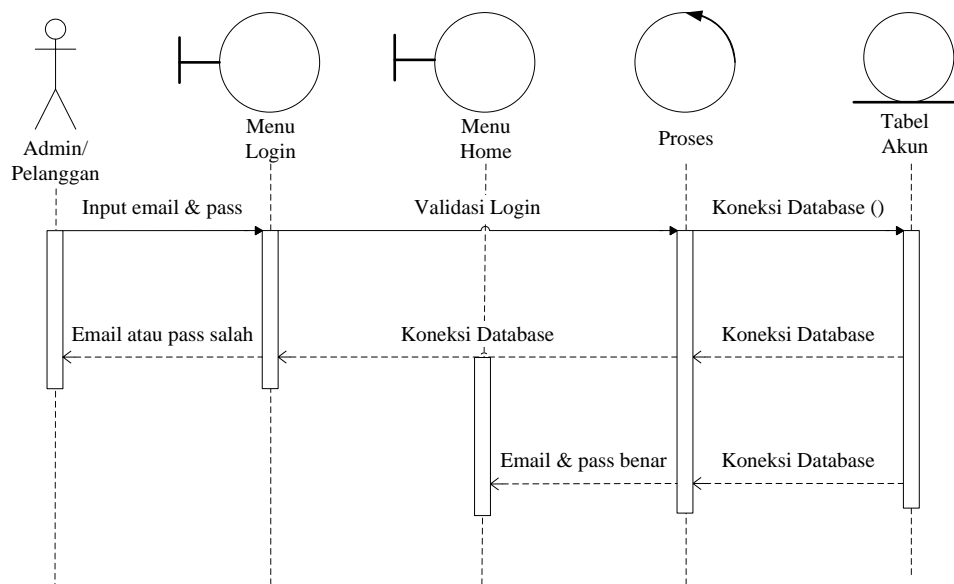 Admin/
Pelanggan
Menu
Login
Menu
Home
Proses
Tabel
Akun
Input email & pass
Validasi Login
Koneksi Database ()
Email atau pass salah
Koneksi Database
Koneksi Database
Email & pass benar
Koneksi Database